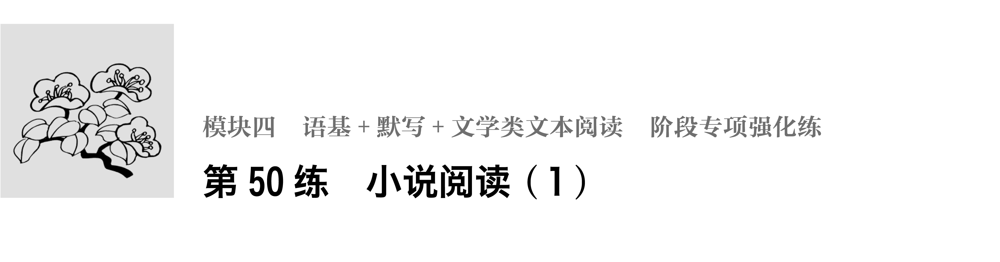 模块四　语基 + 默写 + 文学类文本阅读　阶段专项强化练
第 50 练　小说阅读（1）